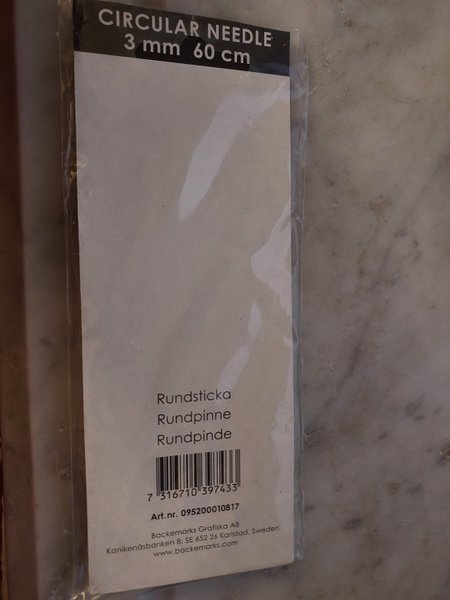 CIRCULAR NEEDLE
3 mm 60 cm
Rundsticka
Rundpinne
Rundpinde
7 316710 397433
Art.nr. 095200010817
Backemarks Grafiska AB
Kanikenäsbanken 8, SE 652 26 Karlstad, Sweden
www.backemarks.com